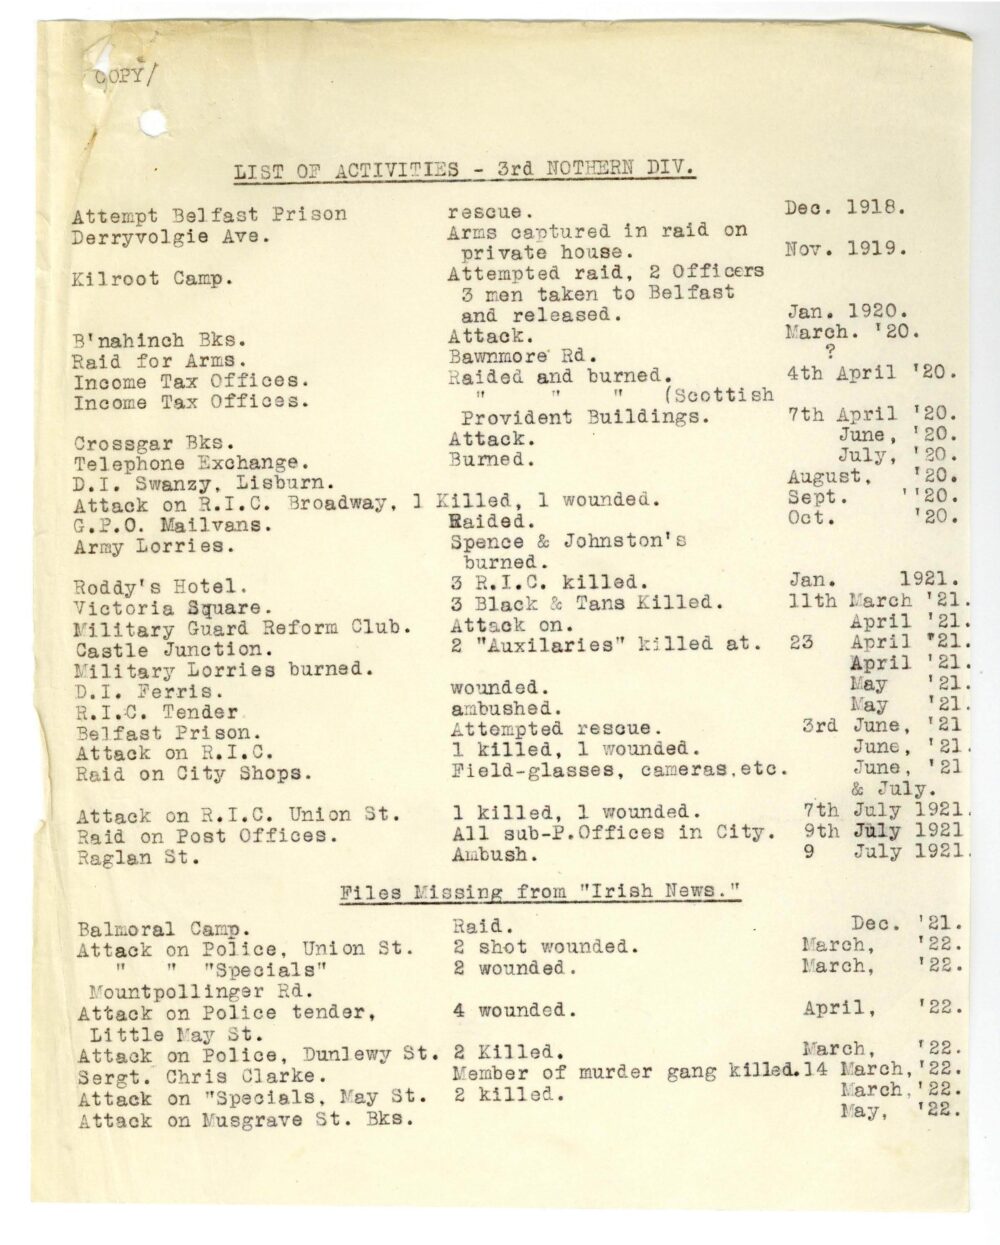 COPY/
LIST OF ACTIVITIES - 3rd NOTHERN DIV.
Attempt Belfast Prison rescue. Dec. 1918.
Derryvolgie Ave. Arms captured in raid on
private house. Nov. 1919.
Kilroot Camp. Attempted raid, 2 Officers
3 men taken to Belfast
and released. Jan. 1920.
B'nahinch Bks. Attack. March. '20.
Raid for Arms. Bawnmore Rd. ?
Income Tax Offices. Raided and burned. 4th April '20.
Income Tax Offices. " " " (Scottish
Provident Buildings. 7th April '20.
Crossgar Bks. Attack. June, '20.
Telephone Exchange. Burned. July, '20.
D.I. Swanzy, Lisburn. August, '20.
Attack on R.I.C. Broadway, 1 Killed, 1 wounded. Sept. ''20.
G.P.O. Mailvans. Raided. Oct. '20.
Army Lorries. Spence & Johnston's
burned.
Roddy's Hotel. 3 R.I.C. killed. Jan. 1921.
Victoria Square. 3 Black & Tans Killed. 11th March '21.
Military Guard Reform Club. Attack on. April '21.
Castle Junction. 2 "Auxilaries" killed at. 23 April '21.
Military Lorries burned. April '21.
D.I. Ferris. wounded. May '21.
R.I.C. Tender ambushed. May '21.
Belfast Prison. Attempted rescue. 3rd June, '21
Attack on R.I.C. 1 killed, 1 wounded. June, '21.
Raid on City Shops. Field-glasses, cameras,etc. June, '21
& July.
Attack on R.I.C. Union St. 1 killed, 1 wounded. 7th July 1921.
Raid on Post Offices. All sub-P.Offices in City. 9th July 1921
Raglan St. Ambush. 9 July 1921.
Files Missing from "Irish News."
Balmoral Camp. Raid. Dec. '21.
Attack on Police, Union St. 2 shot wounded. March, '22.
" " "Specials" 2 wounded. March, '22.
Mountpollinger Rd.
Attack on Police tender, 4 wounded. April, '22.
Little May St.
Attack on Police, Dunlewy St. 2 Killed. March, '22.
Sergt. Chris Clarke. Member of murder gang killed.14 March,'22.
Attack on "Specials, May St. 2 killed. March,'22.
Attack on Musgrave St. Bks. May, '22.